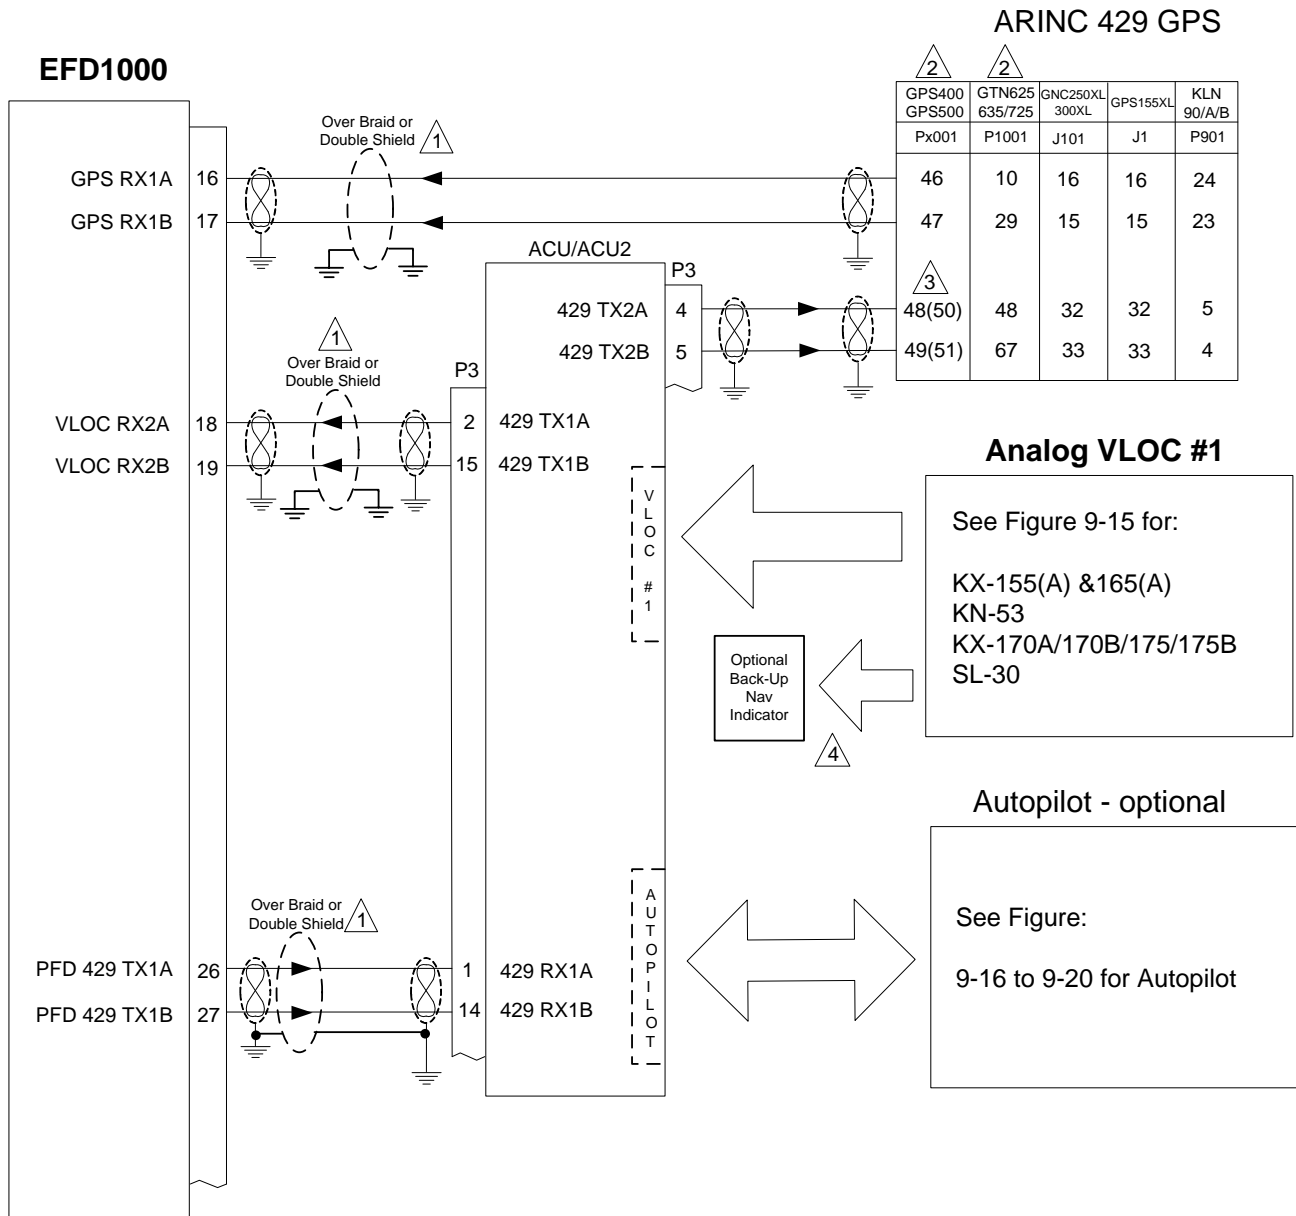 ARINC 429 GPS
EFD1000
2
2
GPS400
GPS500
GTN625
635/725
GNC250XL
300XL
GPS155XL
KLN
90/A/B
Px001
P1001
J101
J1
P901
Over Braid or
Double Shield
1
GPS RX1A 16
46 10 16 16 24
GPS RX1B 17
47 29 15 15 23
ACU/ACU2
P3
3
429 TX2A 4
48(50) 48 32 32 5
429 TX2B 5
49(51) 67 33 33 4
1
Over Braid or
Double Shield
P3
VLOC RX2A 18
2 429 TX1A
VLOC RX2B 19
15 429 TX1B
VLOC #1
Analog VLOC #1
See Figure 9-15 for:
KX-155(A) &165(A)
KN-53
KX-170A/170B/175/175B
SL-30
Optional
Back-Up
Nav
Indicator
4
Autopilot - optional
See Figure:
9-16 to 9-20 for Autopilot
AUTOPILOT
Over Braid or
Double Shield
1
PFD 429 TX1A 26
1 429 RX1A
PFD 429 TX1B 27
14 429 RX1B